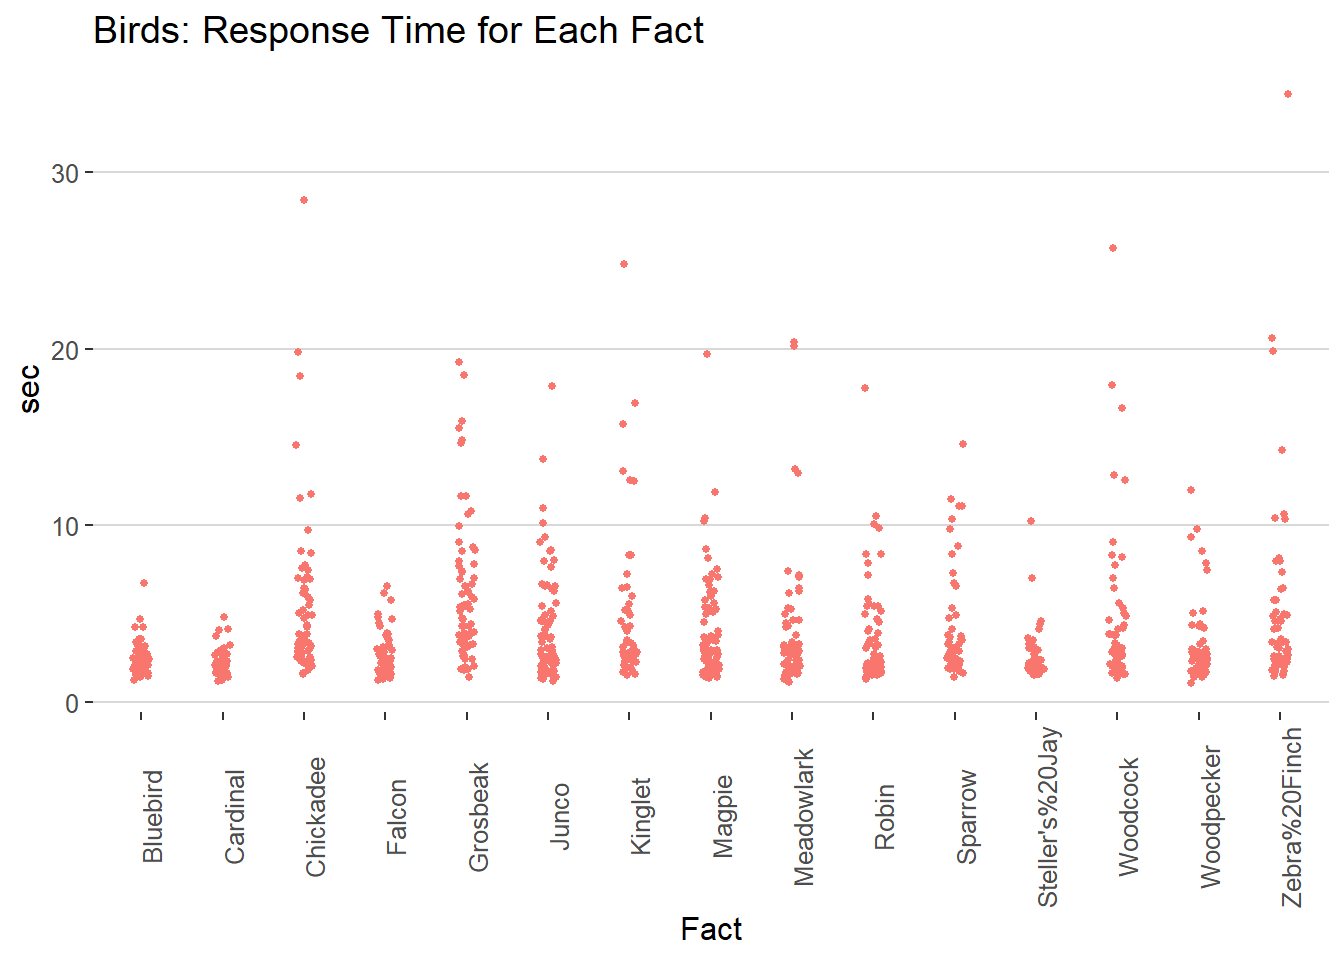 Birds: Response Time for Each Fact
sec
30
20
10
0
Bluebird
Cardinal
Chickadee
Falcon
Grosbeak
Junco
Kinglet
Magpie
Meadowlark
Robin
Sparrow
Steller's%20Jay
Woodcock
Woodpecker
Zebra%20Finch
Fact